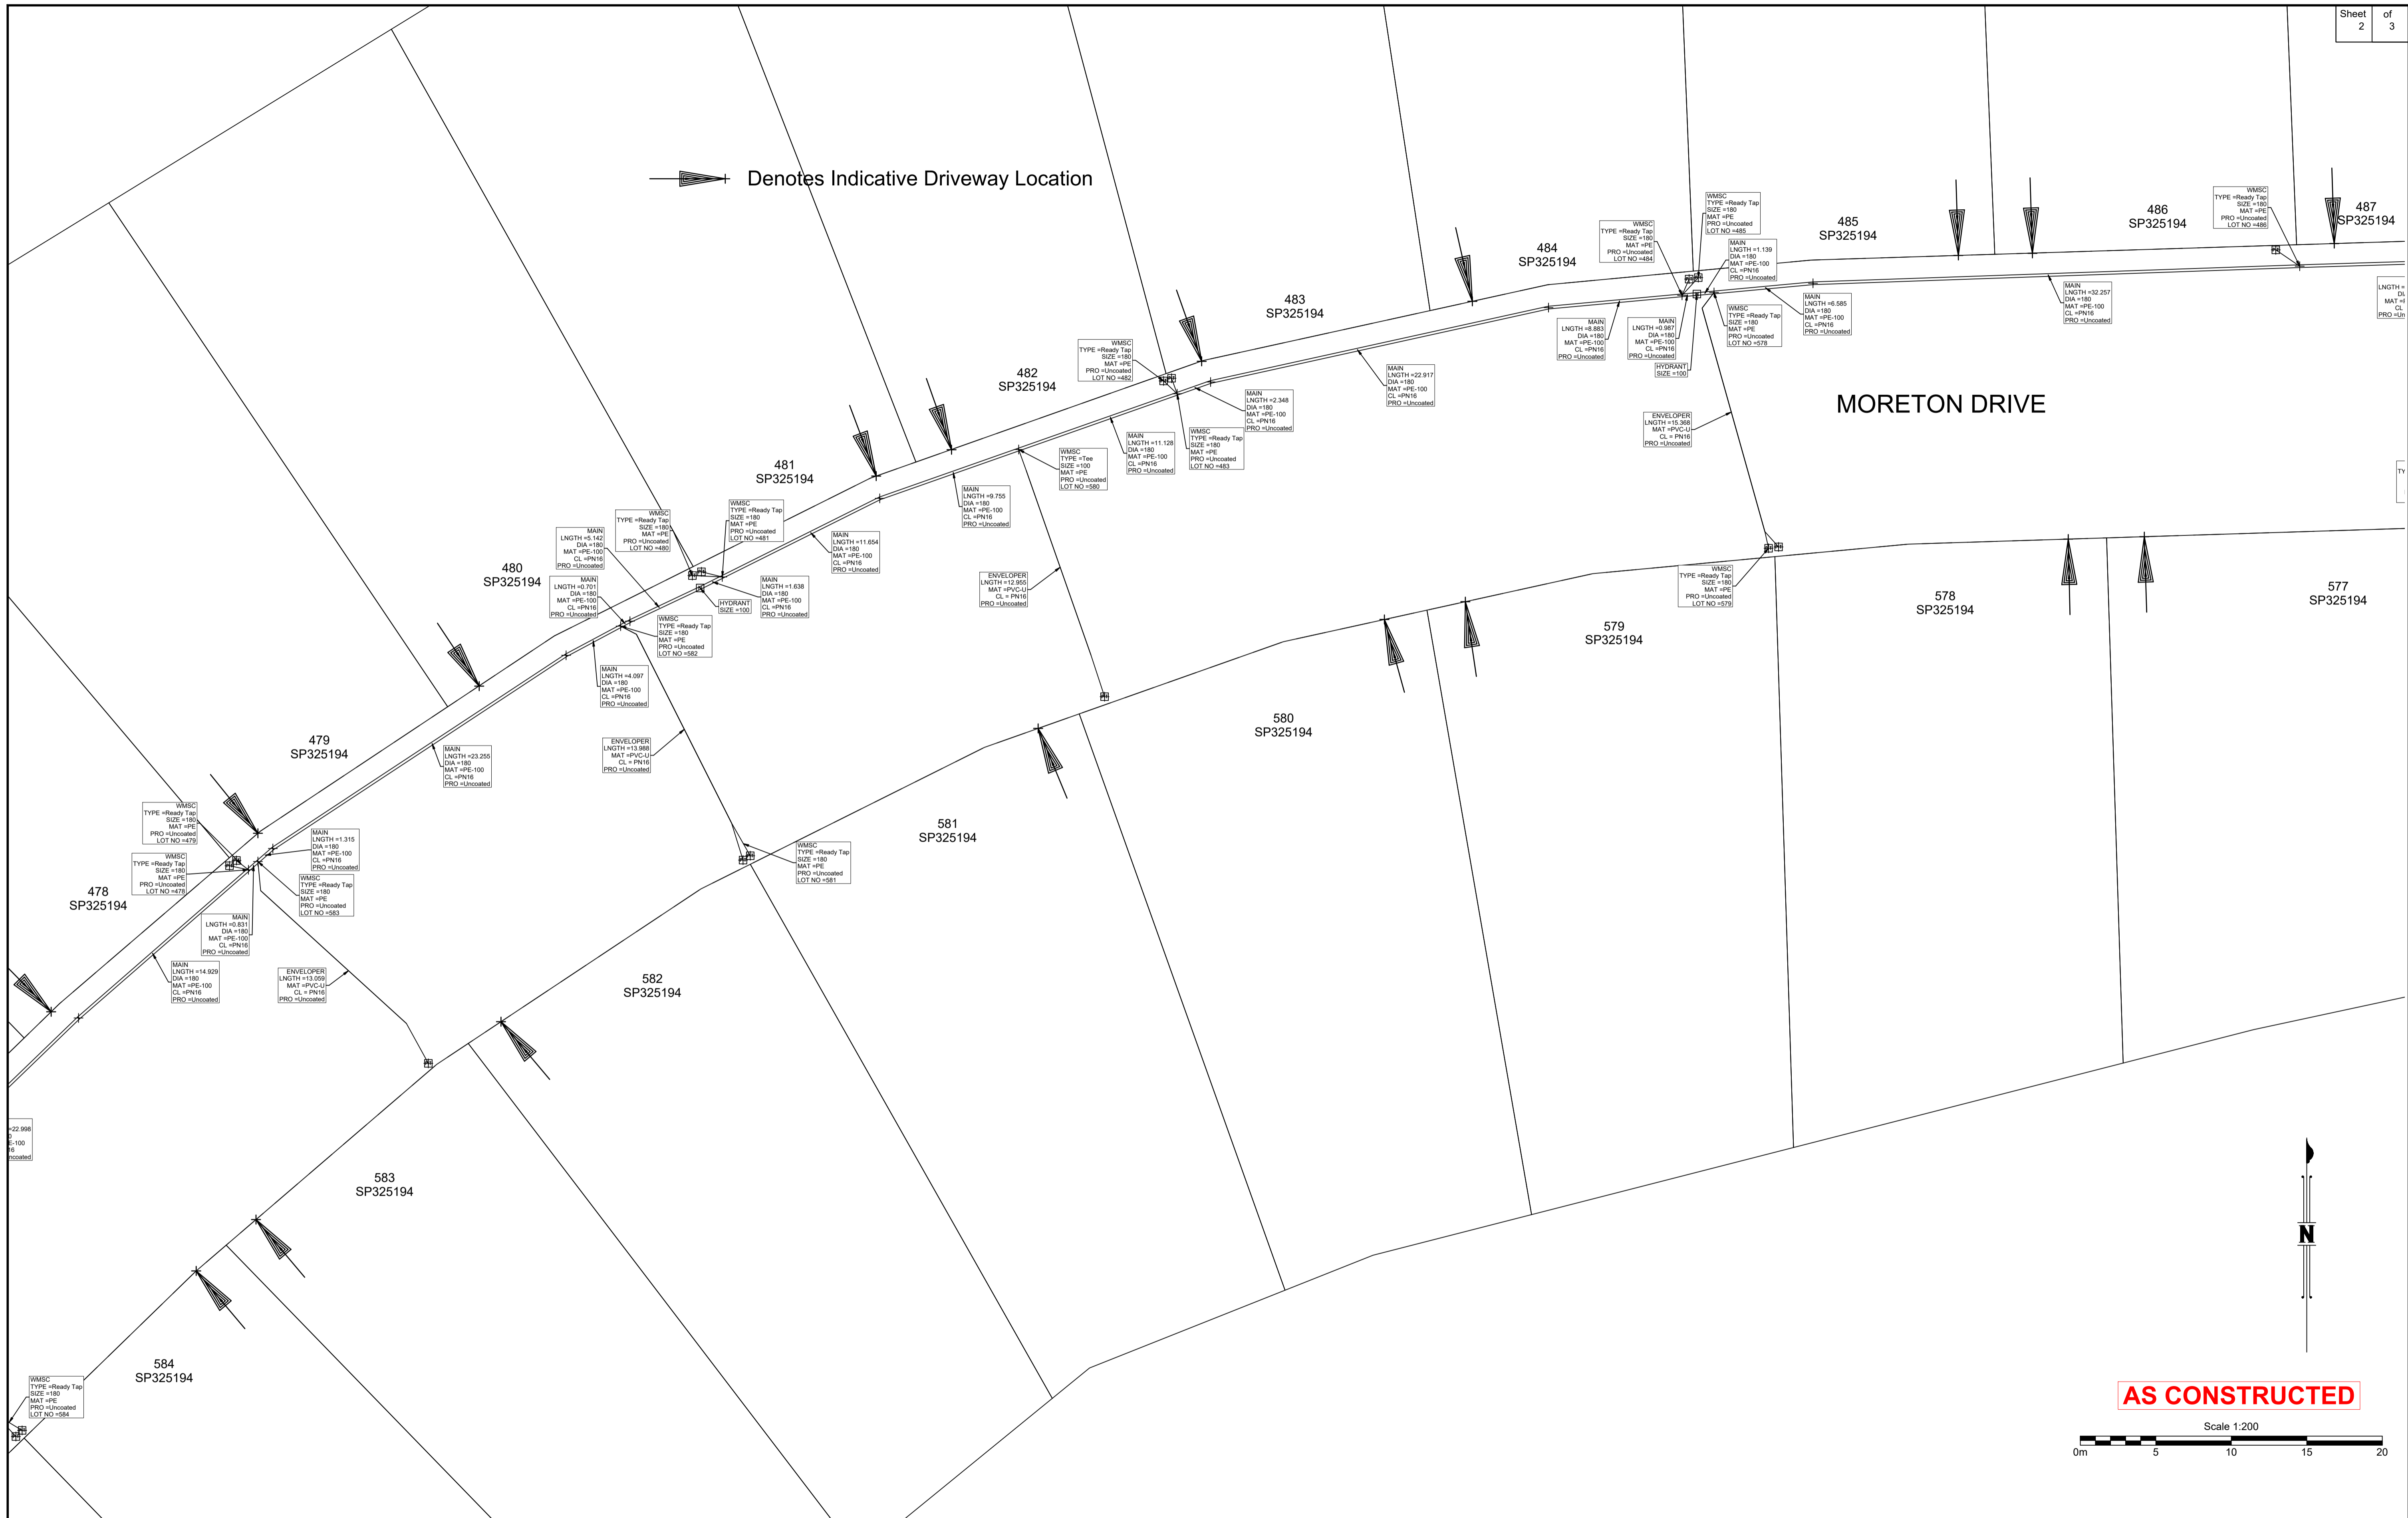 Sheet
2
of
3
Denotes Indicative Driveway Location
WMSC
TYPE =Ready Tap
SIZE =180
MAT =PE
PRO =Uncoated
LOT NO =485
WMSC
TYPE =Ready Tap
SIZE =180
MAT =PE
PRO =Uncoated
LOT NO =486
487
SP325194
486
SP325194
485
SP325194
484
SP325194
WMSC
TYPE =Ready Tap
SIZE =180
MAT =PE
PRO =Uncoated
LOT NO =484
MAIN
LNGTH =1.139
DIA =180
MAT =PE-100
CL =PN16
PRO =Uncoated
483
SP325194
MAIN
LNGTH =8.883
DIA =180
MAT =PE-100
CL =PN16
PRO =Uncoated
MAIN
LNGTH =0.987
DIA =180
MAT =PE-100
CL =PN16
PRO =Uncoated
HYDRANT
SIZE =100
WMSC
TYPE =Ready Tap
SIZE =180
MAT =PE
PRO =Uncoated
LOT NO =578
MAIN
LNGTH =6.585
DIA =180
MAT =PE-100
CL =PN16
PRO =Uncoated
MAIN
LNGTH =32.257
DIA =180
MAT =PE-100
CL =PN16
PRO =Uncoated
LNGTH =
MAT =
CL
PRO =Un
WMSC
TYPE =Ready Tap
SIZE =180
MAT =PE
PRO =Uncoated
LOT NO =482
482
SP325194
MAIN
LNGTH =22.917
DIA =180
MAT =PE-100
CL =PN16
PRO =Uncoated
MAIN
LNGTH =2.348
DIA =180
MAT =PE-100
CL =PN16
PRO =Uncoated
MORETON DRIVE
ENVELOPER
LNGTH =15.368
MAT =PVC-U
CL = PN16
PRO =Uncoated
MAIN
LNGTH =11.128
DIA =180
MAT =PE-100
CL =PN16
PRO =Uncoated
WMSC
TYPE =Ready Tap
SIZE =180
MAT =PE
PRO =Uncoated
LOT NO =483
WMSC
TYPE =Tee
SIZE =100
MAT =PE
PRO =Uncoated
LOT NO =580
TY
481
SP325194
MAIN
LNGTH =9.755
DIA =180
MAT =PE-100
CL =PN16
PRO =Uncoated
WMSC
TYPE =Ready Tap
SIZE =180
MAT =PE
PRO =Uncoated
LOT NO =481
WMSC
TYPE =Ready Tap
SIZE =180
MAT =PE
PRO =Uncoated
LOT NO =480
MAIN
LNGTH =5.142
DIA =180
MAT =PE-100
CL =PN16
PRO =Uncoated
MAIN
LNGTH =11.654
DIA =180
MAT =PE-100
CL =PN16
PRO =Uncoated
480
SP325194
MAIN
LNGTH =0.701
DIA =180
MAT =PE-100
CL =PN16
PRO =Uncoated
MAIN
LNGTH =1.638
DIA =180
MAT =PE-100
CL =PN16
PRO =Uncoated
HYDRANT
SIZE =100
ENVELOPER
LNGTH =12.955
MAT =PVC-U
CL = PN16
PRO =Uncoated
WMSC
TYPE =Ready Tap
SIZE =180
MAT =PE
PRO =Uncoated
LOT NO =579
577
SP325194
578
SP325194
579
SP325194
WMSC
TYPE =Ready Tap
SIZE =180
MAT =PE
PRO =Uncoated
LOT NO =582
MAIN
LNGTH =4.097
DIA =180
MAT =PE-100
CL =PN16
PRO =Uncoated
580
SP325194
479
SP325194
MAIN
LNGTH =23.255
DIA =180
MAT =PE-100
CL =PN16
PRO =Uncoated
ENVELOPER
LNGTH =13.988
MAT =PVC-U
CL = PN16
PRO =Uncoated
WMSC
TYPE =Ready Tap
SIZE =180
MAT =PE
PRO =Uncoated
LOT NO =479
581
SP325194
MAIN
LNGTH =1.315
DIA =180
MAT =PE-100
CL =PN16
PRO =Uncoated
WMSC
TYPE =Ready Tap
SIZE =180
MAT =PE
PRO =Uncoated
LOT NO =581
WMSC
TYPE =Ready Tap
SIZE =180
MAT =PE
PRO =Uncoated
LOT NO =478
478
SP325194
WMSC
TYPE =Ready Tap
SIZE =180
MAT =PE
PRO =Uncoated
LOT NO =583
MAIN
LNGTH =0.831
DIA =180
MAT =PE-100
CL =PN16
PRO =Uncoated
MAIN
LNGTH =14.929
DIA =180
MAT =PE-100
CL =PN16
PRO =Uncoated
ENVELOPER
LNGTH =13.059
MAT =PVC-U
CL = PN16
PRO =Uncoated
582
SP325194
=22.998
0
E-100
16
ncoated
583
SP325194
N
584
SP325194
WMSC
TYPE =Ready Tap
SIZE =180
MAT =PE
PRO =Uncoated
LOT NO =584
AS CONSTRUCTED
Scale 1:200
0m 5 10 15 20